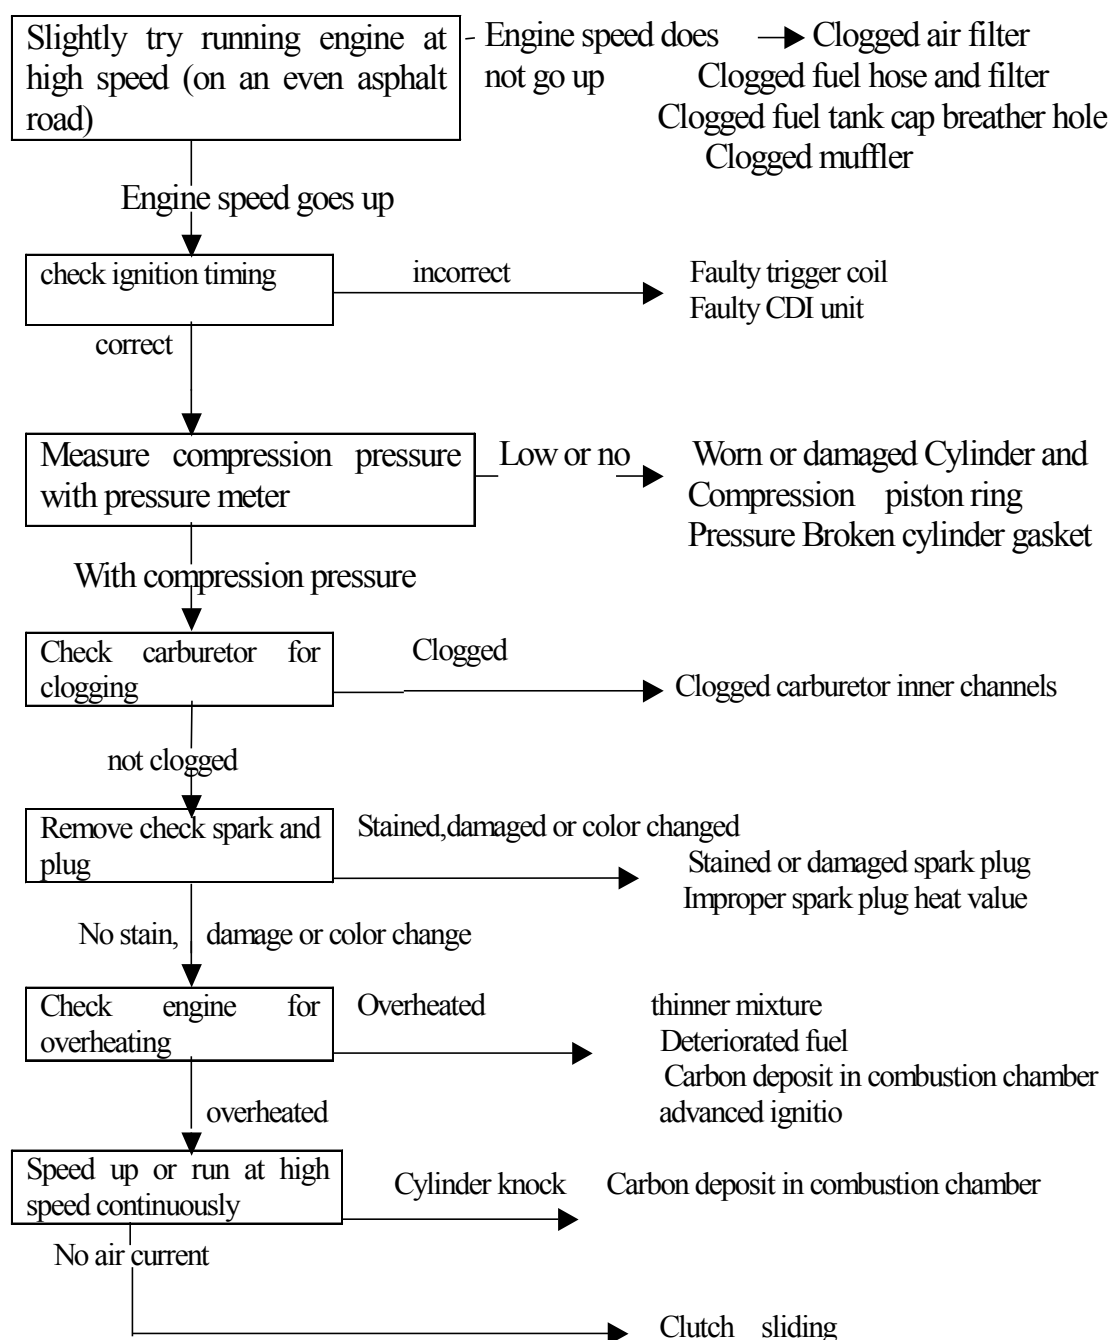 Slightly try running engine at
high speed (on an even asphalt
road)
Engine speed does
not go up
Clogged air filter
Clogged fuel hose and filter
Clogged fuel tank cap breather hole
Clogged muffler
Engine speed goes up
check ignition timing
incorrect
Faulty trigger coil
Faulty CDI unit
correct
Measure compression pressure
with pressure meter
Low or no
Worn or damaged Cylinder and
Compression piston ring
Pressure Broken cylinder gasket
With compression pressure
Check carburetor for
clogging
Clogged
Clogged carburetor inner channels
not clogged
Remove check spark and
plug
Stained,damaged or color changed
Stained or damaged spark plug
Improper spark plug heat value
No stain, damage or color change
Check engine for
overheating
Overheated
thinner mixture
Deteriorated fuel
Carbon deposit in combustion chamber
advanced ignitio
overheated
Speed up or run at high
speed continuously
Cylinder knock
Carbon deposit in combustion chamber
No air current
Clutch sliding